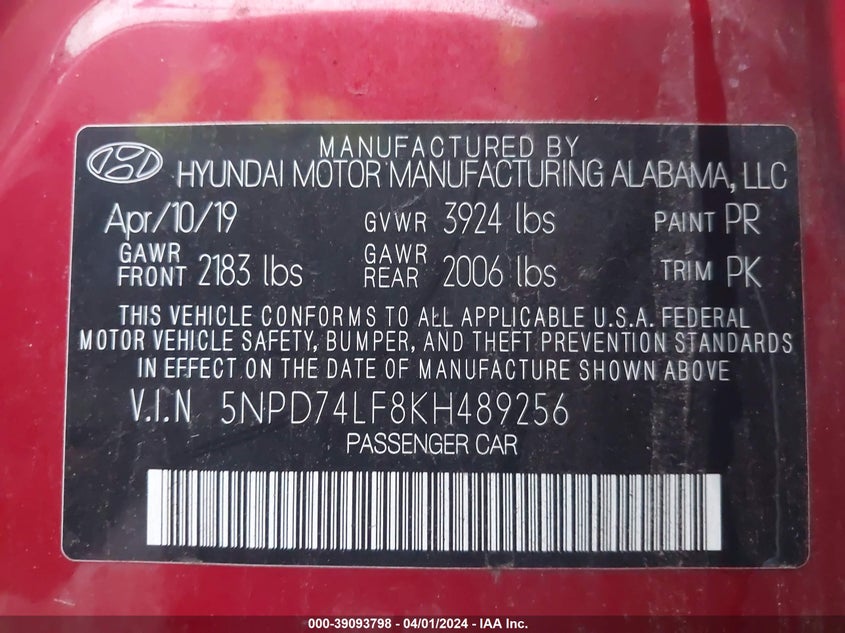 MANUFACTURED BY
HYUNDAI MOTOR MANUFACTURING ALABAMA, LLC
Apr/10/19 GVWR 3924 lbs PAINT PR
GAWR FRONT 2183 lbs GAWR REAR 2006 lbs TRIM PK
THIS VEHICLE CONFORMS TO ALL APPLICABLE U.S.A. FEDERAL
MOTOR VEHICLE SAFETY, BUMPER, AND THEFT PREVENTION STANDARDS
IN EFFECT ON THE DATE OF MANUFACTURE SHOWN ABOVE
V.I.N 5NPD74LF8KH489256
PASSENGER CAR
000-39093798 - 04/01/2024 - IAA Inc.